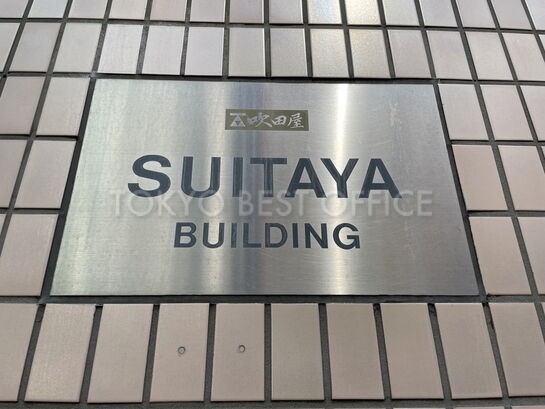 吹田屋
SUITAYA
TOKYO BEST OFFICE
BUILDING